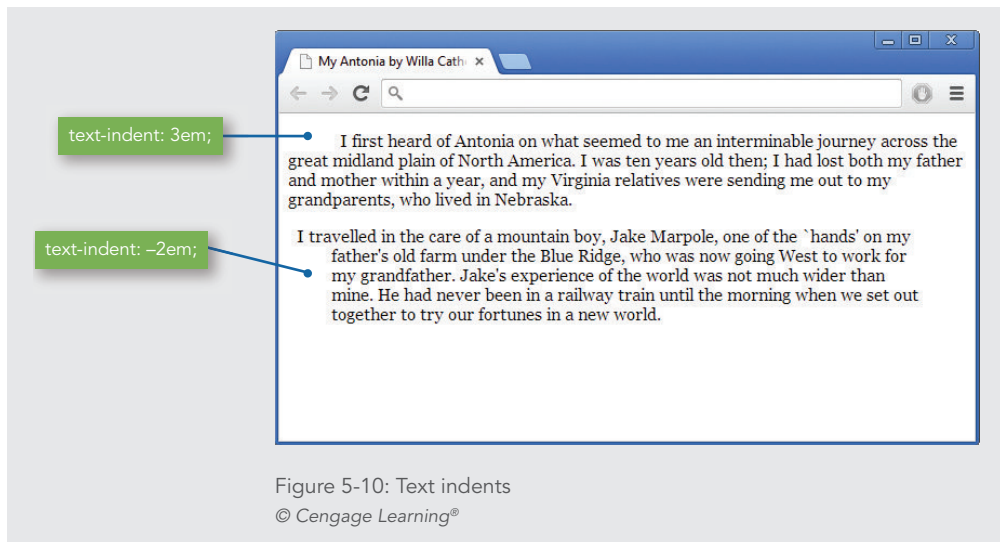 My Antonia by Willa Cath
text-indent: 3em;
I first heard of Antonia on what seemed to me an interminable journey across the
great midland plain of North America. I was ten years old then; I had lost both my father
and mother within a year, and my Virginia relatives were sending me out to my
grandparents, who lived in Nebraska.
text-indent: –2em;
I travelled in the care of a mountain boy, Jake Marpole, one of the `hands' on my
father's old farm under the Blue Ridge, who was now going West to work for
my grandfather. Jake's experience of the world was not much wider than
mine. He had never been in a railway train until the morning when we set out
together to try our fortunes in a new world.
Figure 5-10: Text indents
© Cengage Learning®